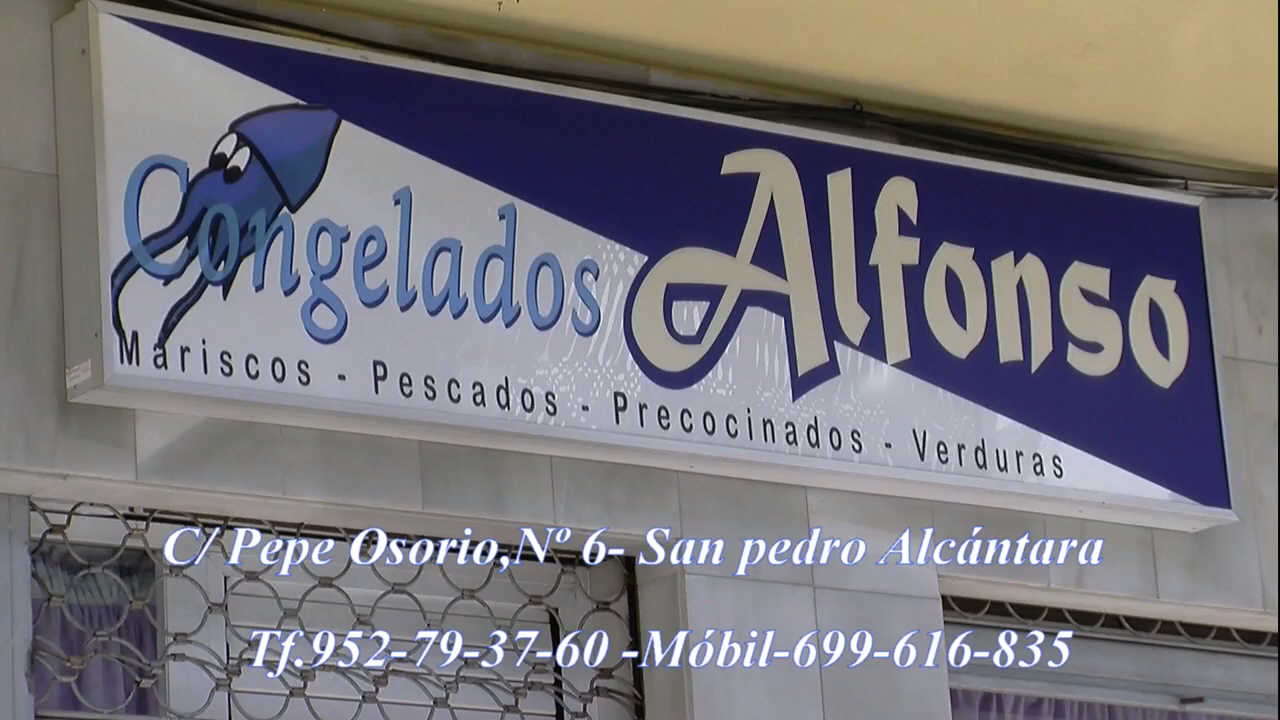 Congelados Alfonso
Mariscos - Pescados - Precocinados - Verduras
C/ Pepe Osorio,Nº 6- San pedro Alcántara
Tf.952-79-37-60 -Móbil-699-616-835